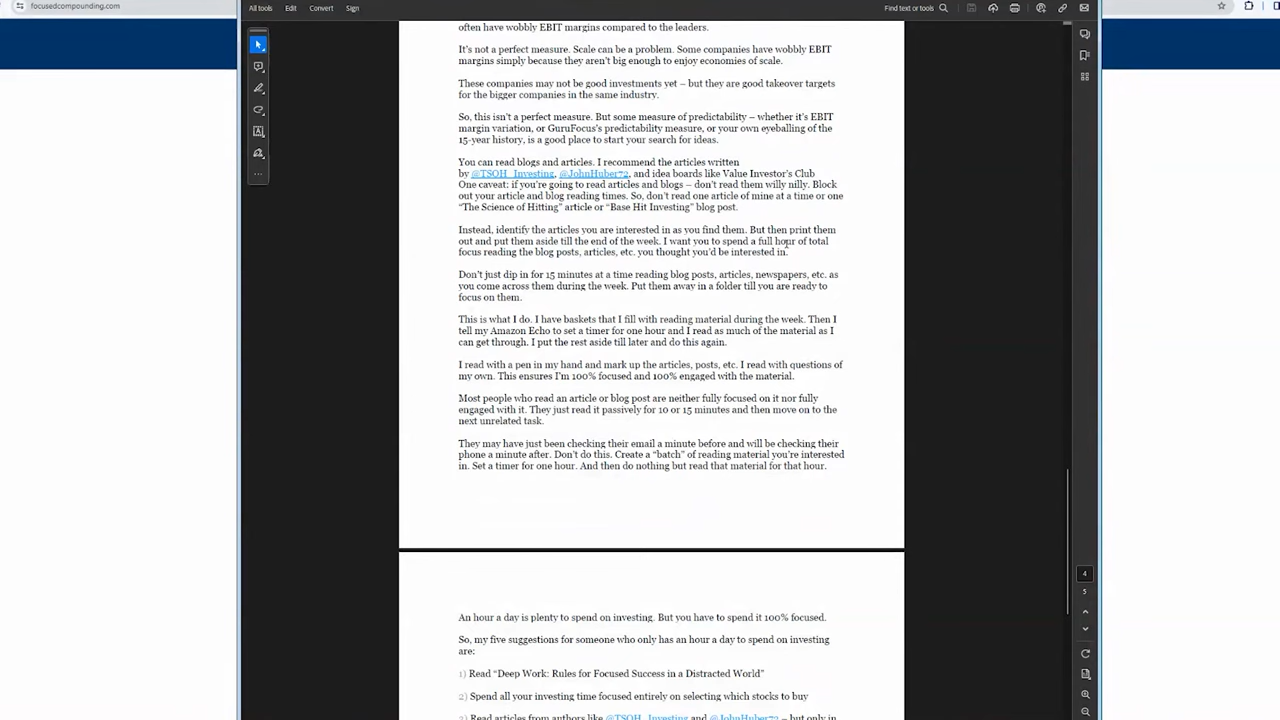 focusedcompounding.com
All tools Edit Convert Sign Find text or tools
often have wobbly EBIT margins compared to the leaders.
It's not a perfect measure. Scale can be a problem. Some companies have wobbly EBIT
margins simply because they aren't big enough to enjoy economies of scale.
These companies may not be good investments yet – but they are good takeover targets
for the bigger companies in the same industry.
So, this isn't a perfect measure. But some measure of predictability – whether it's EBIT
margin variation, or GuruFocus's predictability measure, or your own eyeballing of the
15-year history, is a good place to start your search for ideas.
You can read blogs and articles. I recommend the articles written
by @TSOH_Investing, @JohnHuber72, and idea boards like Value Investor's Club
One caveat: if you're going to read articles and blogs – don't read them willy nilly. Block
out your article and blog reading times. So, don't read one article of mine at a time or one
"The Science of Hitting" article or "Base Hit Investing" blog post.
Instead, identify the articles you are interested in as you find them. But then print them
out and put them aside till the end of the week. I want you to spend a full hour of total
focus reading the blog posts, articles, etc. you thought you'd be interested in.
Don't just dip in for 15 minutes at a time reading blog posts, articles, newspapers, etc. as
you come across them during the week. Put them away in a folder till you are ready to
focus on them.
This is what I do. I have baskets that I fill with reading material during the week. Then I
tell my Amazon Echo to set a timer for one hour and I read as much of the material as I
can get through. I put the rest aside till later and do this again.
I read with a pen in my hand and mark up the articles, posts, etc. I read with questions of
my own. This ensures I'm 100% focused and 100% engaged with the material.
Most people who read an article or blog post are neither fully focused on it nor fully
engaged with it. They just read it passively for 10 or 15 minutes and then move on to the
next unrelated task.
They may have just been checking their email a minute before and will be checking their
phone a minute after. Don't do this. Create a "batch" of reading material you're interested
in. Set a timer for one hour. And then do nothing but read that material for that hour.
4
5
An hour a day is plenty to spend on investing. But you have to spend it 100% focused.
So, my five suggestions for someone who only has an hour a day to spend on investing
are:
1) Read "Deep Work: Rules for Focused Success in a Distracted World"
2) Spend all your investing time focused entirely on selecting which stocks to buy
3) Read articles from authors like @TSOH_Investing and @JohnHuber72 – but only in